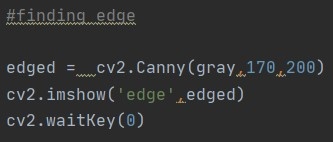 #finding edge
edged =  cv2.Canny(gray,170,200)
cv2.imshow('edge',edged)
cv2.waitKey(0)